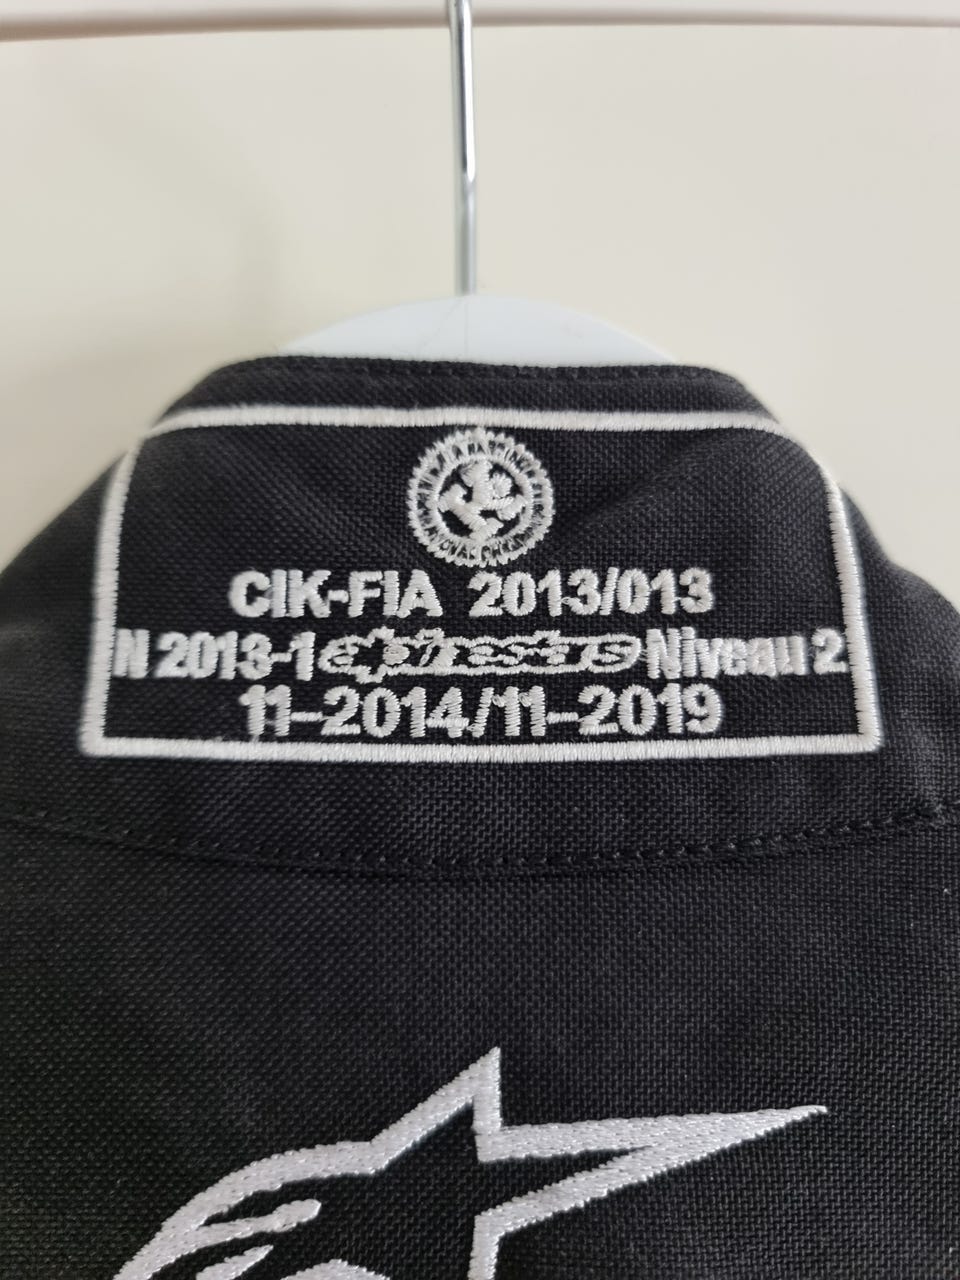 CIK-FIA 2013/013
N 2013-1 alpinestars Niveau 2
11-2014/11-2019